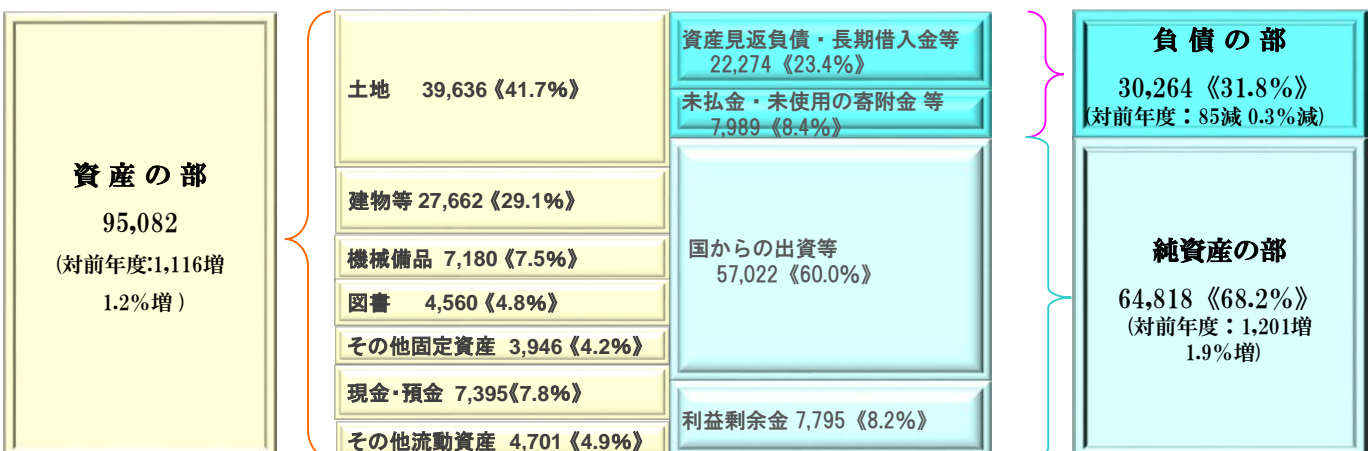 資産の部
95,082
(対前年度:1,116増
1.2%増 )
土地 39,636《41.7%》
建物等 27,662《29.1%》
機械備品 7,180《7.5%》
図書 4,560《4.8%》
その他固定資産 3,946《4.2%》
現金・預金 7,395《7.8%》
その他流動資産 4,701《4.9%》
資産見返負債・長期借入金等
22,274《23.4%》
未払金・未使用の寄附金 等
7,989《8.4%》
国からの出資等
57,022《60.0%》
利益剰余金 7,795《8.2%》
負債の部
30,264《31.8%》
(対前年度：85減 0.3%減)
純資産の部
64,818《68.2%》
(対前年度：1,201増
1.9%増)